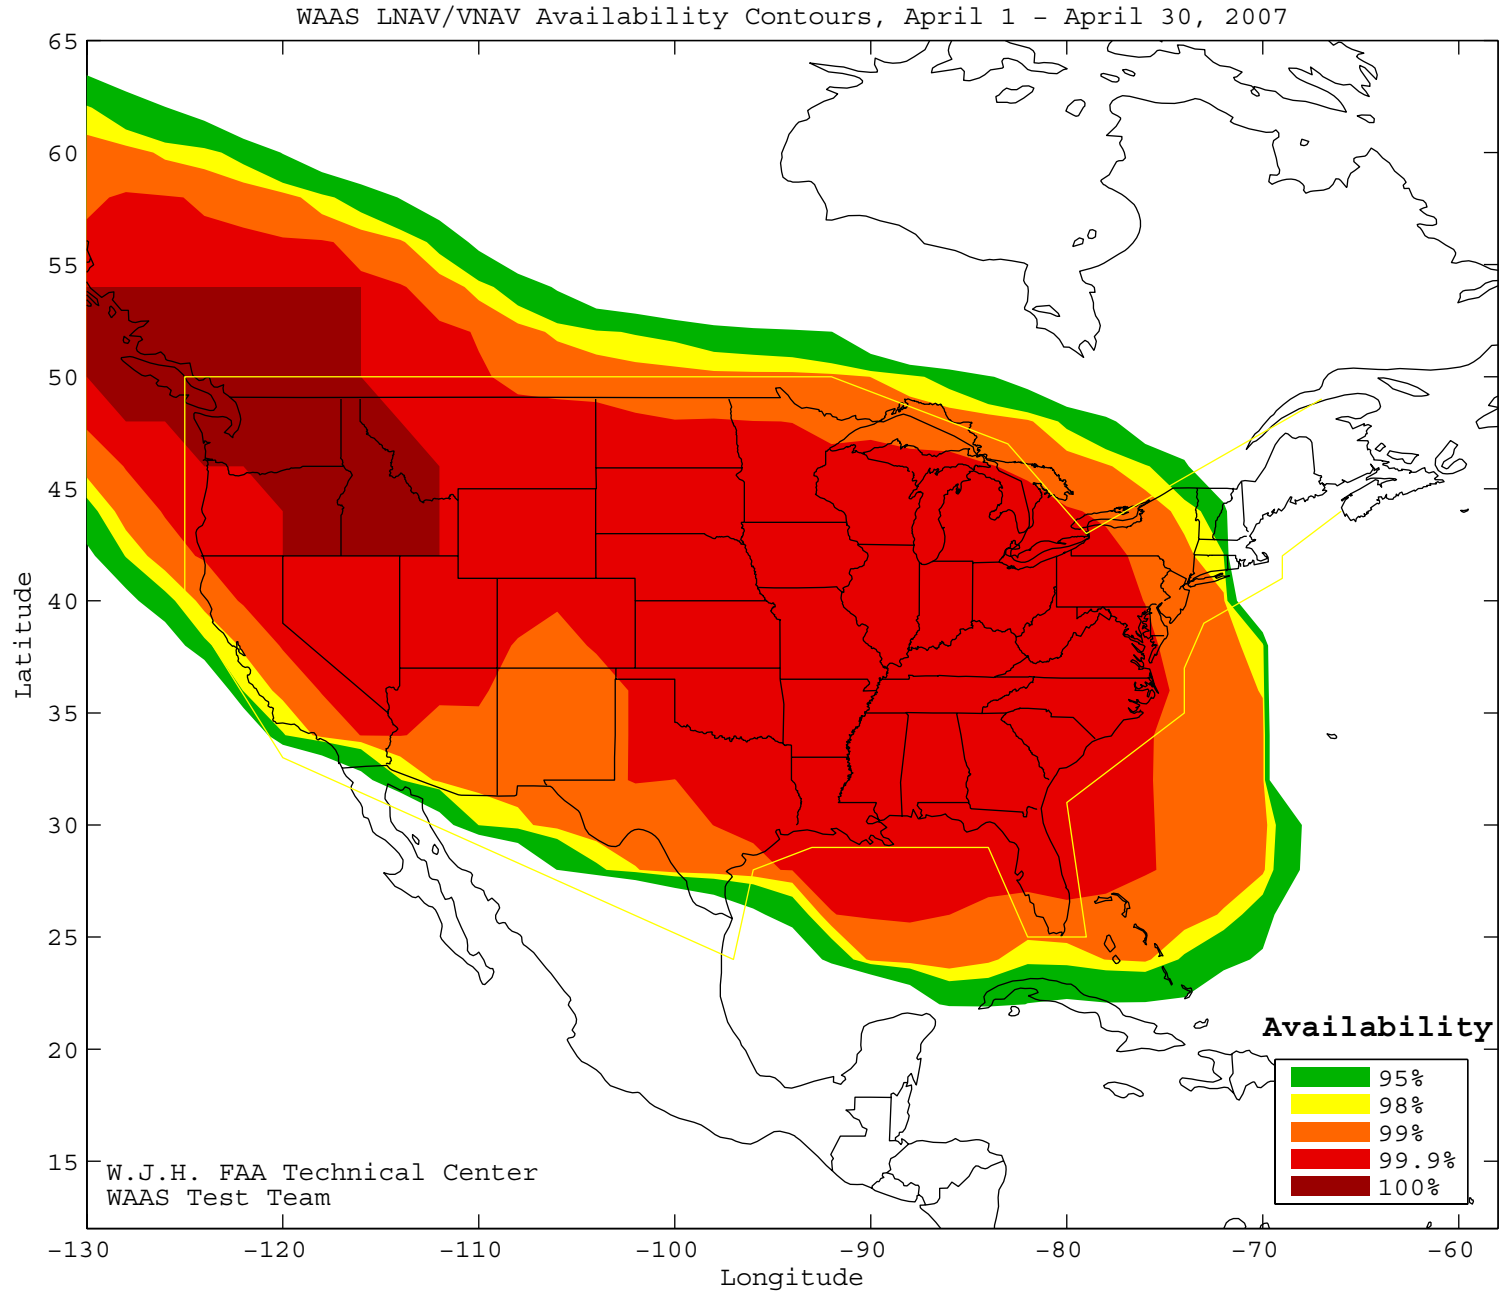 WAAS LNAV/VNAV Availability Contours, April 1 - April 30, 2007
65
60
55
50
45
40
35
30
25
20
15
Latitude
-130 -120 -110 -100 -90 -80 -70 -60
Longitude
Availability
95%
98%
99%
99.9%
100%
W.J.H. FAA Technical Center
WAAS Test Team